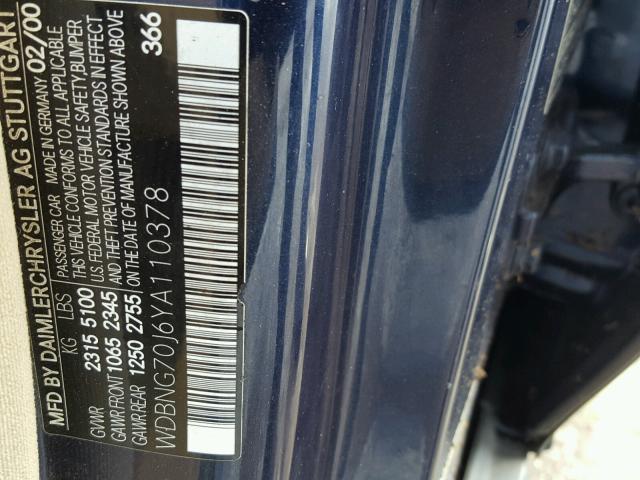 MFD BY DAIMLERCHRYSLER AG STUTTGART 02/00 366
KG LBS PASSENGER CAR MADE IN GERMANY
THIS VEHICLE CONFORMS TO ALL APPLICABLE
GVWR 2315 5100 U.S. FEDERAL MOTOR VEHICLE SAFETY, BUMPER
GAWR FRONT 1065 2345 AND THEFT PREVENTION STANDARDS IN EFFECT
GAWR REAR 1250 2755 ON THE DATE OF MANUFACTURE SHOWN ABOVE
WDBNG70J6YA110378